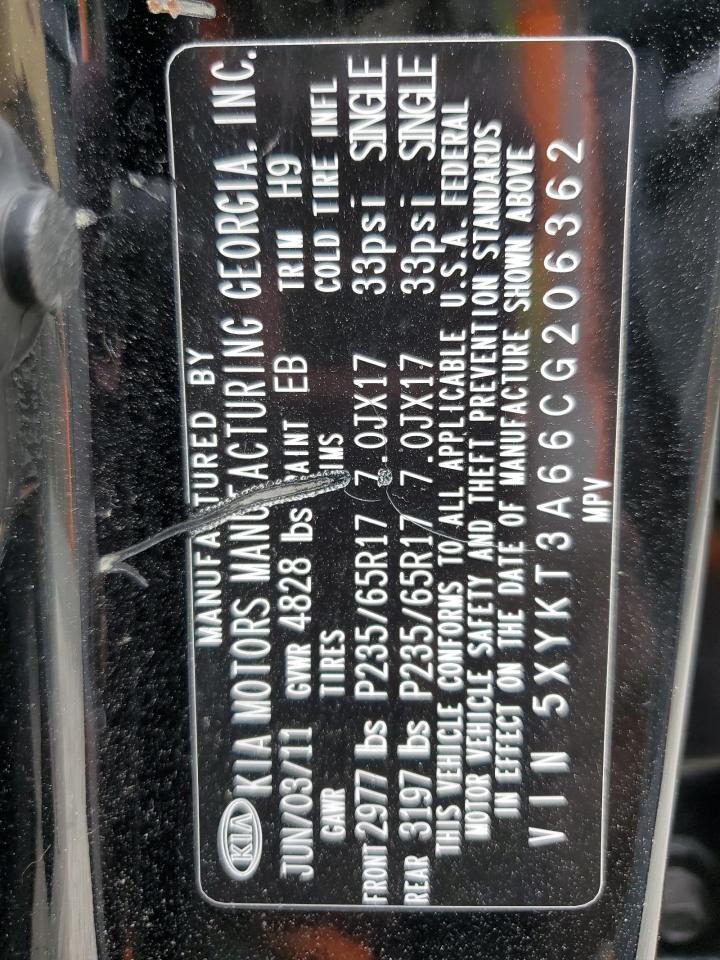 MANUFACTURED BY
KIA KIA MOTORS MANUFACTURING GEORGIA, INC.
JUN/03/11 GVWR 4828 lbs PAINT EB TRIM H9
GAWR TIRES RIMS COLD TIRE INFL
FRONT 2977 lbs P235/65R17 7.0JX17 33psi SINGLE
REAR 3197 lbs P235/65R17 7.0JX17 33psi SINGLE
THIS VEHICLE CONFORMS TO ALL APPLICABLE U.S.A. FEDERAL
MOTOR VEHICLE SAFETY AND THEFT PREVENTION STANDARDS
IN EFFECT ON THE DATE OF MANUFACTURE SHOWN ABOVE
VIN 5XYKT3A66CG206362
MPV